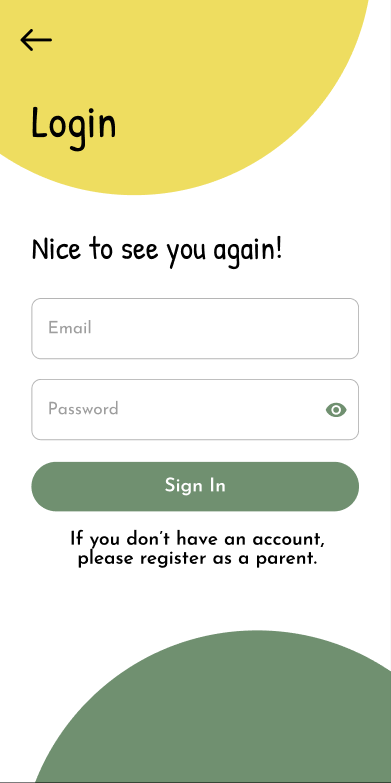 Login
Nice to see you again!
Email
Password
Sign In
If you don't have an account,
please register as a parent.